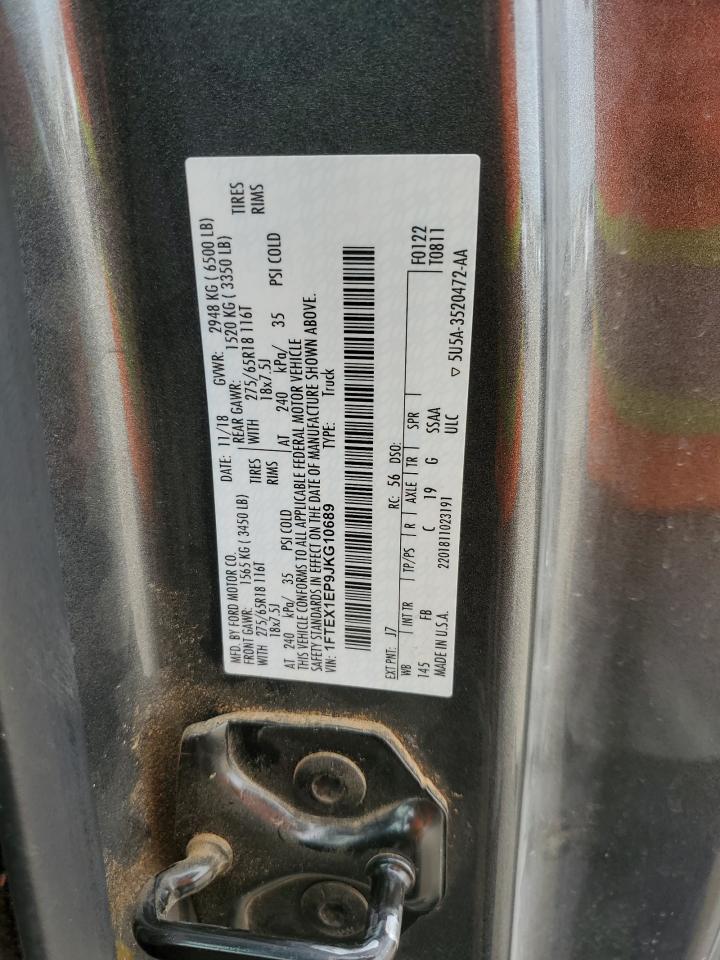 MFD. BY FORD MOTOR CO. DATE: 11/18 GVWR: 2948 KG ( 6500 LB)
FRONT GAWR: 1565 KG ( 3450 LB) REAR GAWR: 1520 KG ( 3350 LB)
WITH 275/65R18 116T TIRES WITH 275/65R18 116T TIRES
18x7.5J RIMS 18x7.5J RIMS
AT 240 kPa/ 35 PSI COLD AT 240 kPa/ 35 PSI COLD
THIS VEHICLE CONFORMS TO ALL APPLICABLE FEDERAL MOTOR VEHICLE
SAFETY STANDARDS IN EFFECT ON THE DATE OF MANUFACTURE SHOWN ABOVE.
VIN: 1FTEX1EP9JKG10689 TYPE: Truck
EXT PNT: J7 RC: 56 DSO: F0122
WB INT TR TP/PS R AXLE TR SPR T0811
145 FB C 19 G SSAA
MADE IN U.S.A. 2201811023191 ULC ▽ 5U5A-3520472-AA